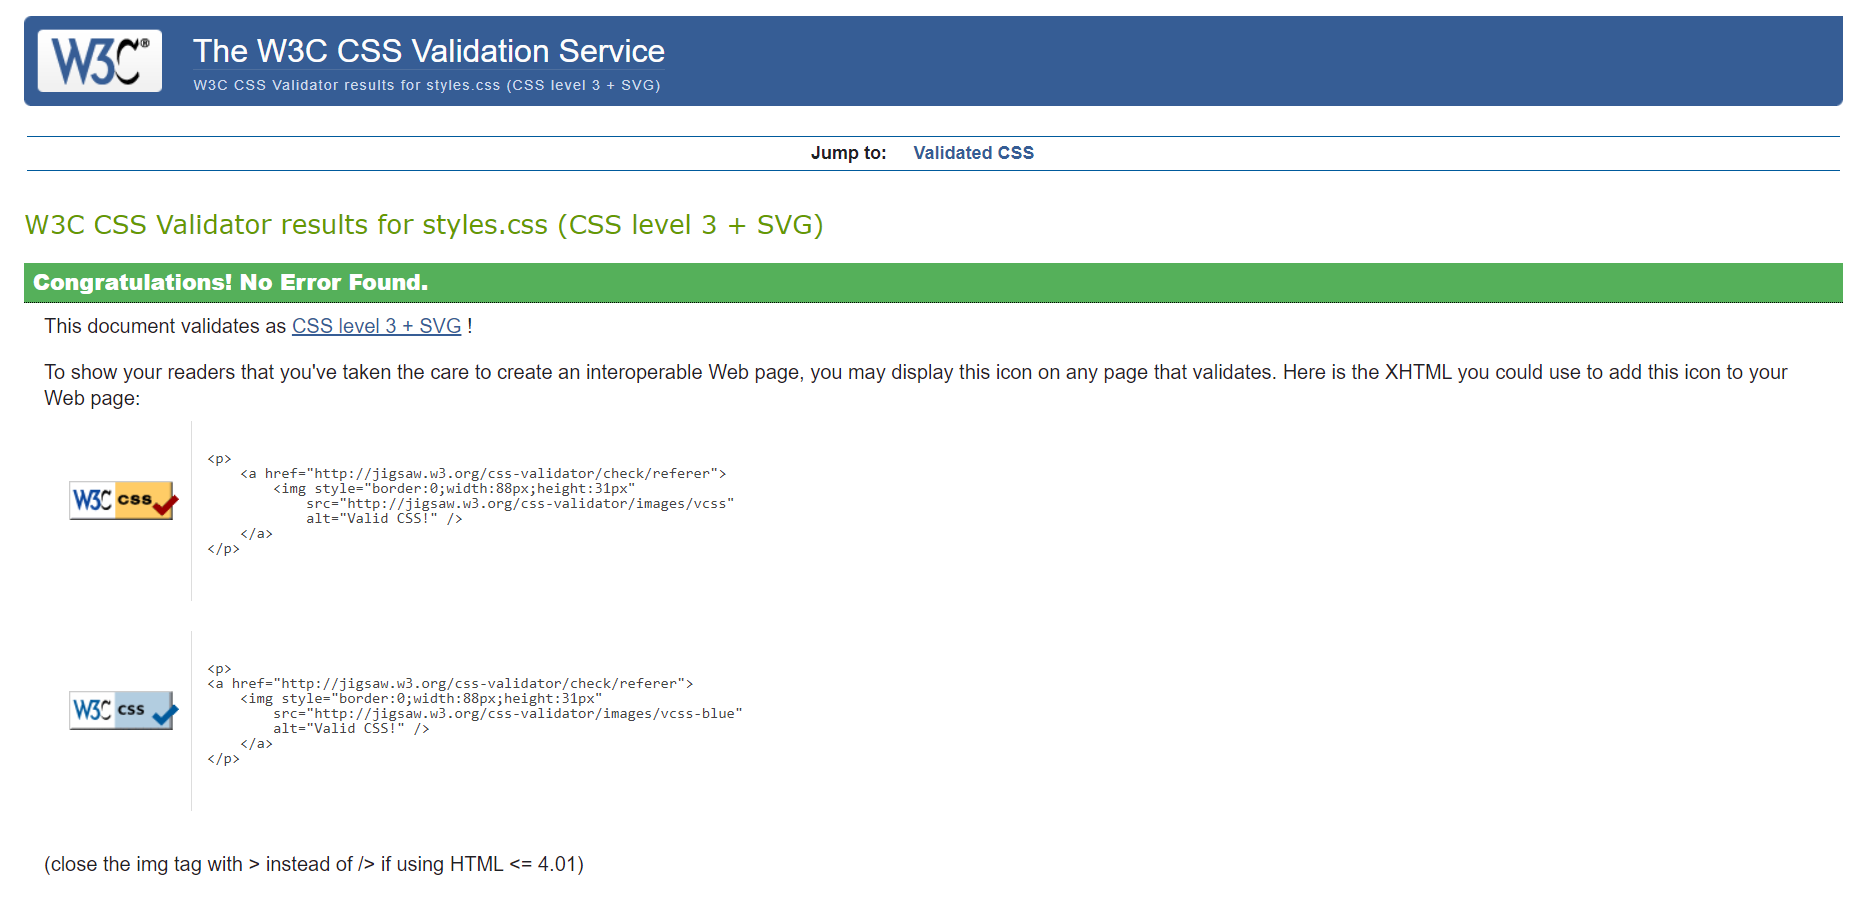 W3C®
The W3C CSS Validation Service
W3C CSS Validator results for styles.css (CSS level 3 + SVG)
Jump to: Validated CSS
W3C CSS Validator results for styles.css (CSS level 3 + SVG)
Congratulations! No Error Found.
This document validates as CSS level 3 + SVG !
To show your readers that you've taken the care to create an interoperable Web page, you may display this icon on any page that validates. Here is the XHTML you could use to add this icon to your
Web page:
W3C css
<p>
<a href="http://jigsaw.w3.org/css-validator/check/referer">
<img style="border:0;width:88px;height:31px"
src="http://jigsaw.w3.org/css-validator/images/vcss"
alt="Valid CSS!" />
</a>
</p>
W3C css
<p>
<a href="http://jigsaw.w3.org/css-validator/check/referer">
<img style="border:0;width:88px;height:31px"
src="http://jigsaw.w3.org/css-validator/images/vcss-blue"
alt="Valid CSS!" />
</a>
</p>
(close the img tag with > instead of /> if using HTML <= 4.01)